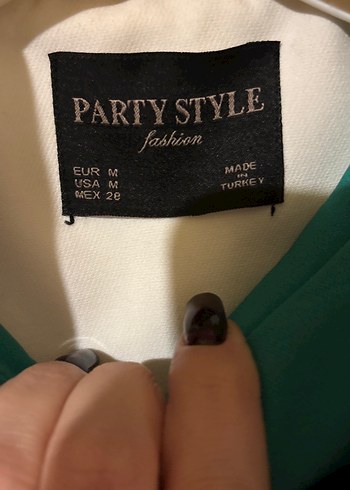 PARTY STYLE
fashion
EUR M
USA M
MEX 28
MADE
IN
TURKEY